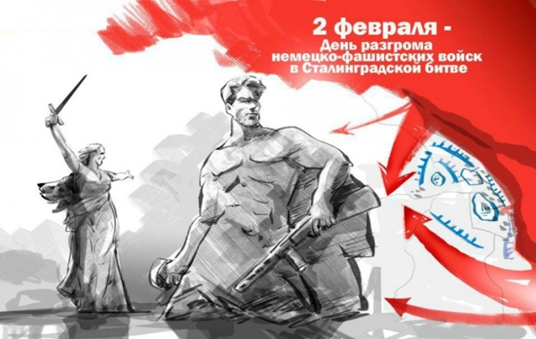 2 февраля -
День разгрома
немецко-фашистских войск
в Сталинградской битве